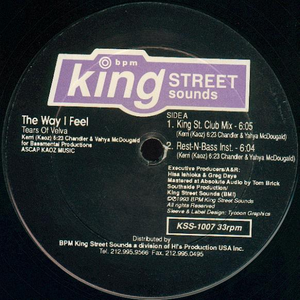 bpm
king STREET
sounds
The Way I Feel
Tears Of Velva
Kerri (Kaoz) 6:23 Chandler & Yahya McDougald
for Basemental Productions
ASCAP KAOZ MUSIC
SIDE A
1. King St. Club Mix - 6:05
(Kerri (Kaoz) 6:23 Chandler & Yahya McDougald)
2. Rest-N-Bass Inst. - 6:04
(Kerri (Kaoz) 6:23 Chandler & Yahya McDougald)
Executive Producers/A&R:
Hisa Ishioka & Greg Daye
Mastered at Absolute Audio by Tom Brick
Southside Production/
King Street Sounds (BMI)
©1993 BPM King Street Sounds
All rights Reserved
Sleeve & Label Design: Tycoon Graphics
KSS-1007 33rpm
Distributed by
BPM King Street Sounds a division of Hi's Production USA Inc.
Tel. 212.995.9566 Fax. 212.995.0495